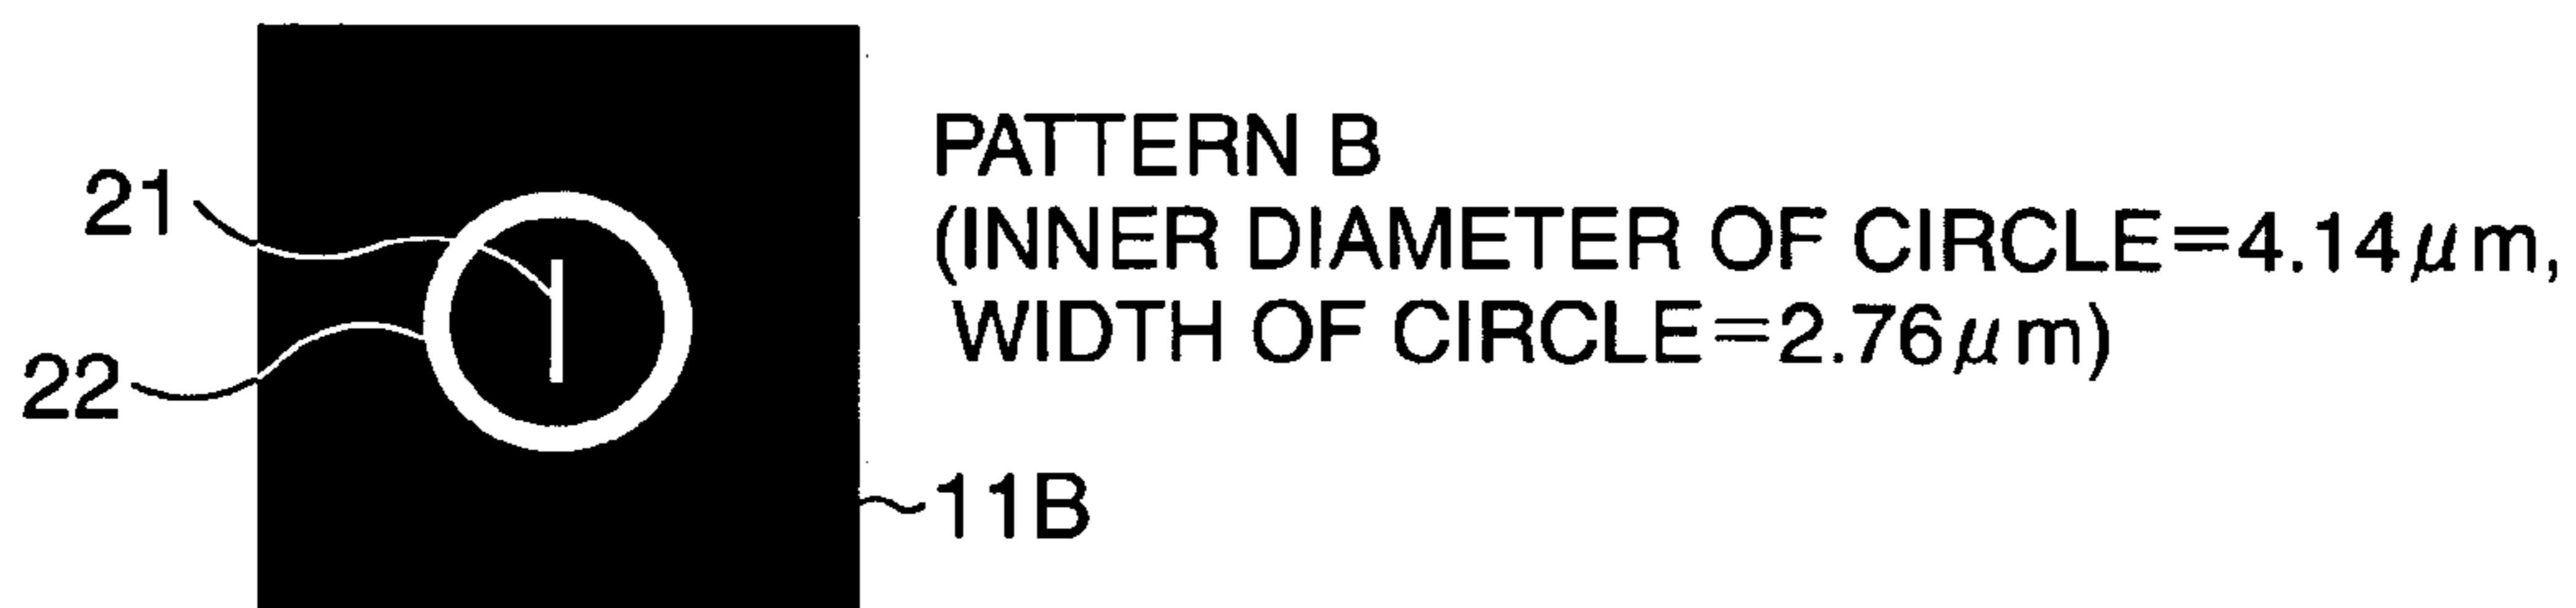 21
22
PATTERN B
(INNER DIAMETER OF CIRCLE=4.14μm,
WIDTH OF CIRCLE=2.76μm)
11B